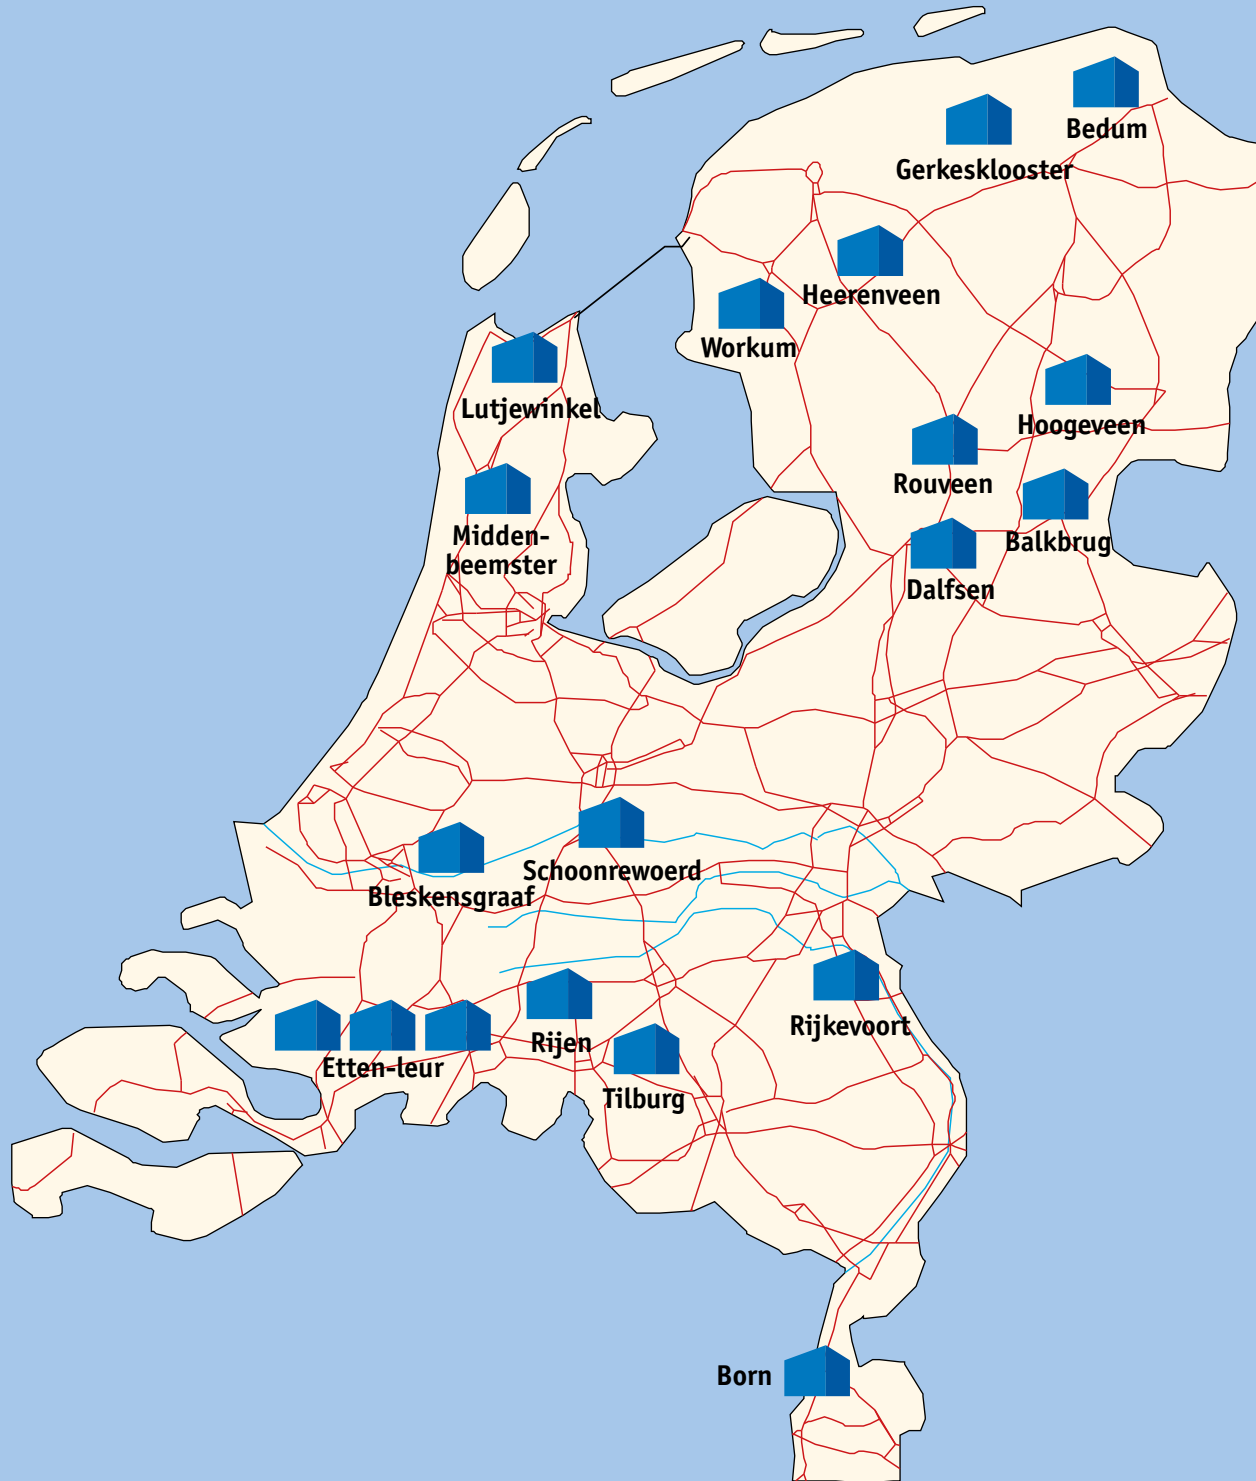 Bedum
Gerkesklooster
Heerenveen
Workum
Lutjewinkel
Hoogeveen
Rouveen
Midden-
beemster
Balkbrug
Dalfsen
Schoonrewoerd
Bleskensgraaf
Rijkevoort
Rijen
Etten-leur
Tilburg
Born